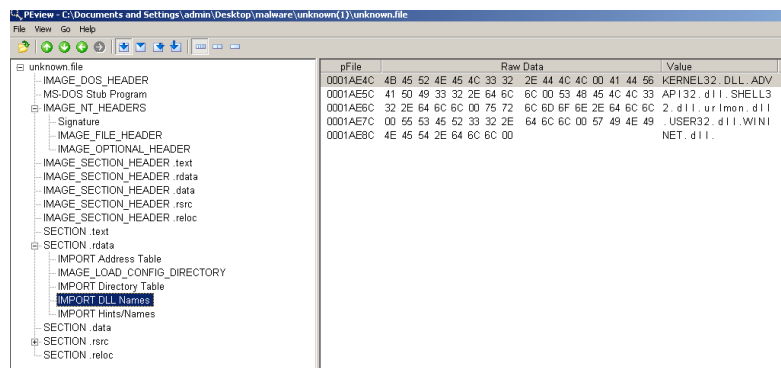 PEview - C:\Documents and Settings\admin\Desktop\malware\unknown(1)\unknown.file
File View Go Help
unknown.file
IMAGE_DOS_HEADER
MS-DOS Stub Program
IMAGE_NT_HEADERS
Signature
IMAGE_FILE_HEADER
IMAGE_OPTIONAL_HEADER
IMAGE_SECTION_HEADER .text
IMAGE_SECTION_HEADER .rdata
IMAGE_SECTION_HEADER .data
IMAGE_SECTION_HEADER .rsrc
IMAGE_SECTION_HEADER .reloc
SECTION .text
SECTION .rdata
IMPORT Address Table
IMAGE_LOAD_CONFIG_DIRECTORY
IMPORT Directory Table
IMPORT DLL Names
IMPORT Hints/Names
SECTION .data
SECTION .rsrc
SECTION .reloc
pFile Raw Data Value
0001AE4C 4B 45 52 4E 45 4C 33 32 2E 44 4C 4C 00 41 44 56 KERNEL32.DLL.ADV
0001AE5C 41 50 49 33 32 2E 64 6C 6C 00 53 48 45 4C 4C 33 API32.dll.SHELL3
0001AE6C 32 2E 64 6C 6C 00 75 72 6C 6D 6F 6E 2E 64 6C 6C 2.dll.urlmon.dll
0001AE7C 00 55 53 45 52 33 32 2E 64 6C 6C 00 57 49 4E 49 .USER32.dll.WINI
0001AE8C 4E 45 54 2E 64 6C 6C 00 NET.dll.